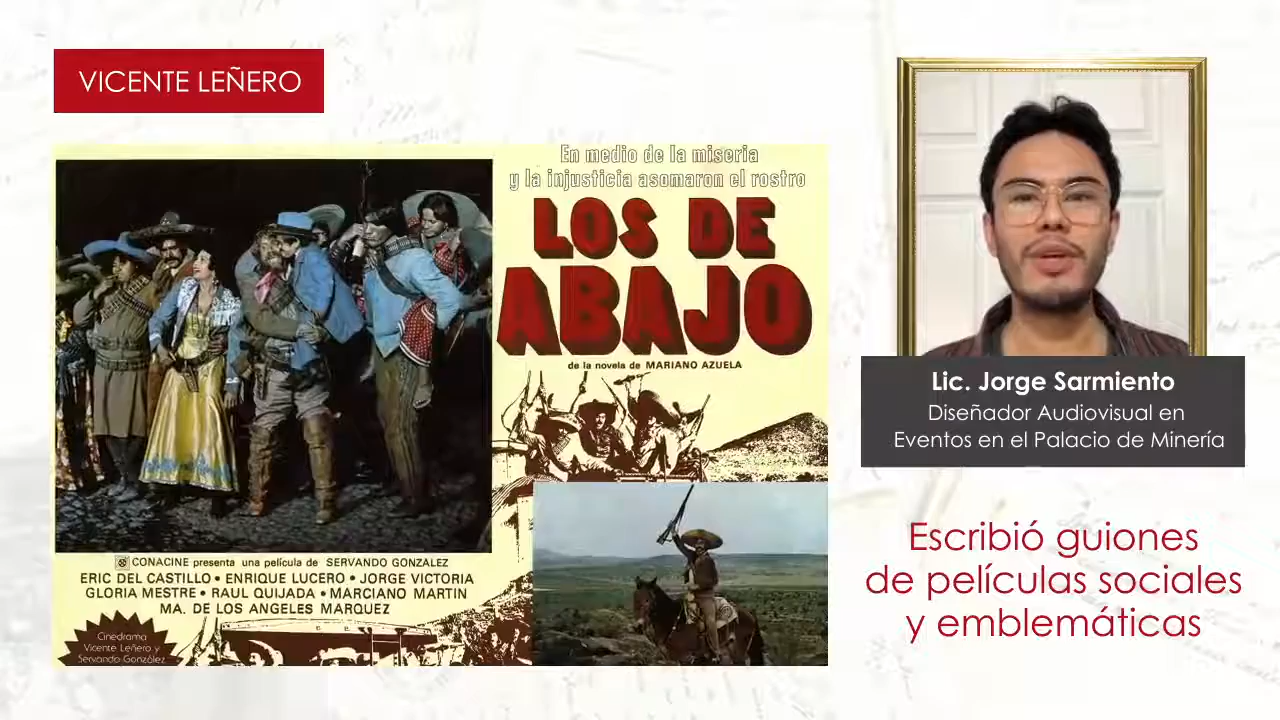 VICENTE LEÑERO
En medio de la miseria
y la injusticia asomaron el rostro
LOS DE
ABAJO
de la novela de MARIANO AZUELA
CONACINE presenta una película de SERVANDO GONZALEZ
ERIC DEL CASTILLO • ENRIQUE LUCERO • JORGE VICTORIA
GLORIA MESTRE • RAUL QUIJADA • MARCIANO MARTIN
MA. DE LOS ANGELES MARQUEZ
Cinedrama
Vicente Leñero y
Servando González
Lic. Jorge Sarmiento
Diseñador Audiovisual en
Eventos en el Palacio de Minería
Escribió guiones
de películas sociales
y emblemáticas